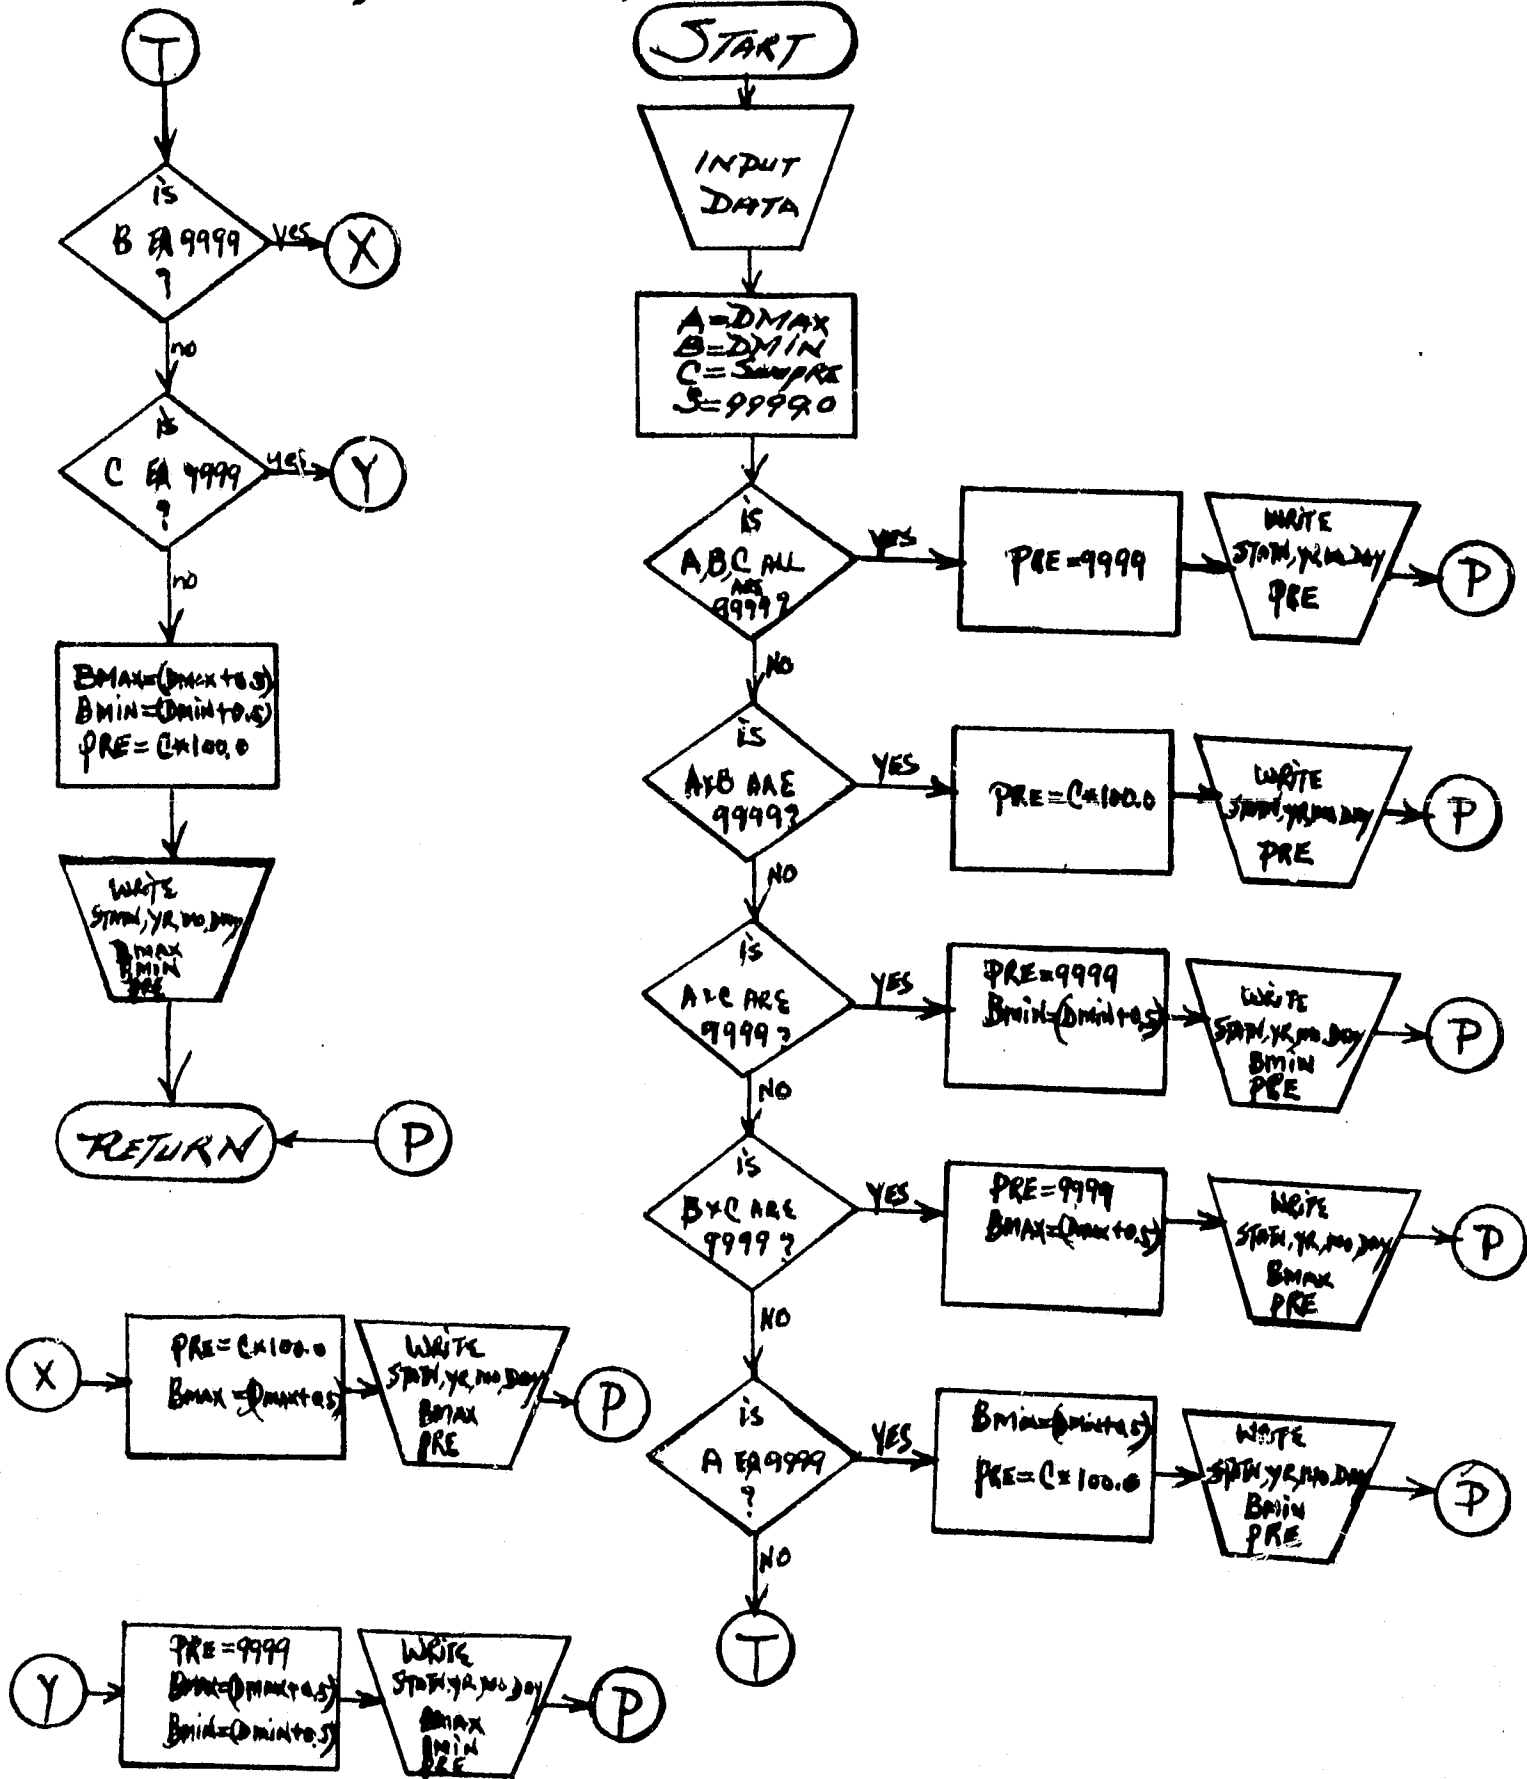 T
is
B EQ 9999
?
yes
X
no
is
C EQ 9999
?
yes
Y
no
BMAX=(Dmax+0.5)
BMIN=(Dmin+0.5)
PRE=C*100.0
WRITE
STATN,YR,MO,DAY
BMAX
BMIN
PRE
RETURN
P
X
PRE=C*100.0
BMAX=(Dmax+0.5)
WRITE
STATN,YR,MO,DAY
BMAX
PRE
P
Y
PRE=9999
BMAX=(Dmax+0.5)
BMIN=(Dmin+0.5)
WRITE
STATN,YR,MO,DAY
BMAX
BMIN
PRE
P
START
INPUT
DATA
A=DMAX
B=DMIN
C=SumpRE
S=9999.0
is
A,B,C ALL
ARE
9999?
YES
PRE=9999
WRITE
STATN,YR,MO,DAY
PRE
P
NO
is
A&B ARE
9999?
YES
PRE=C*100.0
WRITE
STATN,YR,MO,DAY
PRE
P
NO
is
A&C ARE
9999?
YES
PRE=9999
BMIN=(Dmin+0.5)
WRITE
STATN,YR,MO,DAY
BMIN
PRE
P
NO
is
B&C ARE
9999?
YES
PRE=9999
BMAX=(Dmax+0.5)
WRITE
STATN,YR,MO,DAY
BMAX
PRE
P
NO
is
A EQ 9999
?
YES
BMIN=(Dmin+0.5)
PRE=C*100.0
WRITE
STATN,YR,MO,DAY
BMIN
PRE
P
NO
T